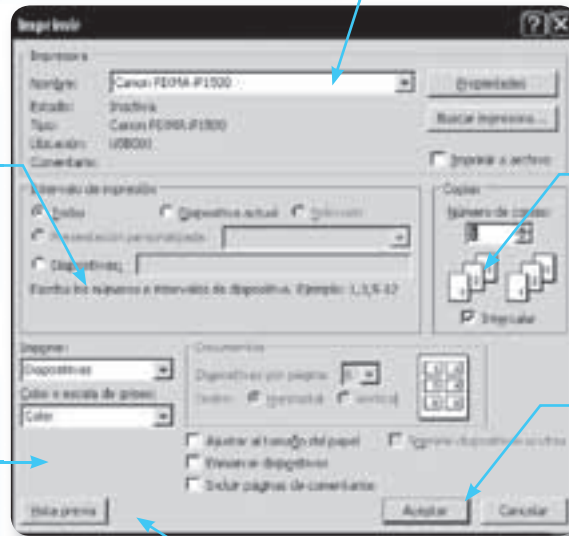 Imprimir
Impresora
Nombre: Canon PIXMA iP1500
Propiedades
Estado: Inactiva
Buscar impresora...
Tipo: Canon PIXMA iP1500
Ubicación: USB001
Comentario:
Imprimir a archivo
Intervalo de impresión
Todas
Diapositiva actual
Selección
Presentación personalizada:
Diapositivas:
Escriba los números e intervalos de diapositiva. Ejemplo: 1,3,5-12
Copias
Número de copias:
1
Intercalar
Imprimir:
Diapositivas
Color o escala de grises:
Color
Documentos
Diapositivas por página: 6
Orden: Horizontal Vertical
Ajustar al tamaño del papel
Imprimir diapositivas ocultas
Enmarcar diapositivas
Incluir páginas de comentarios
Vista previa
Aceptar
Cancelar